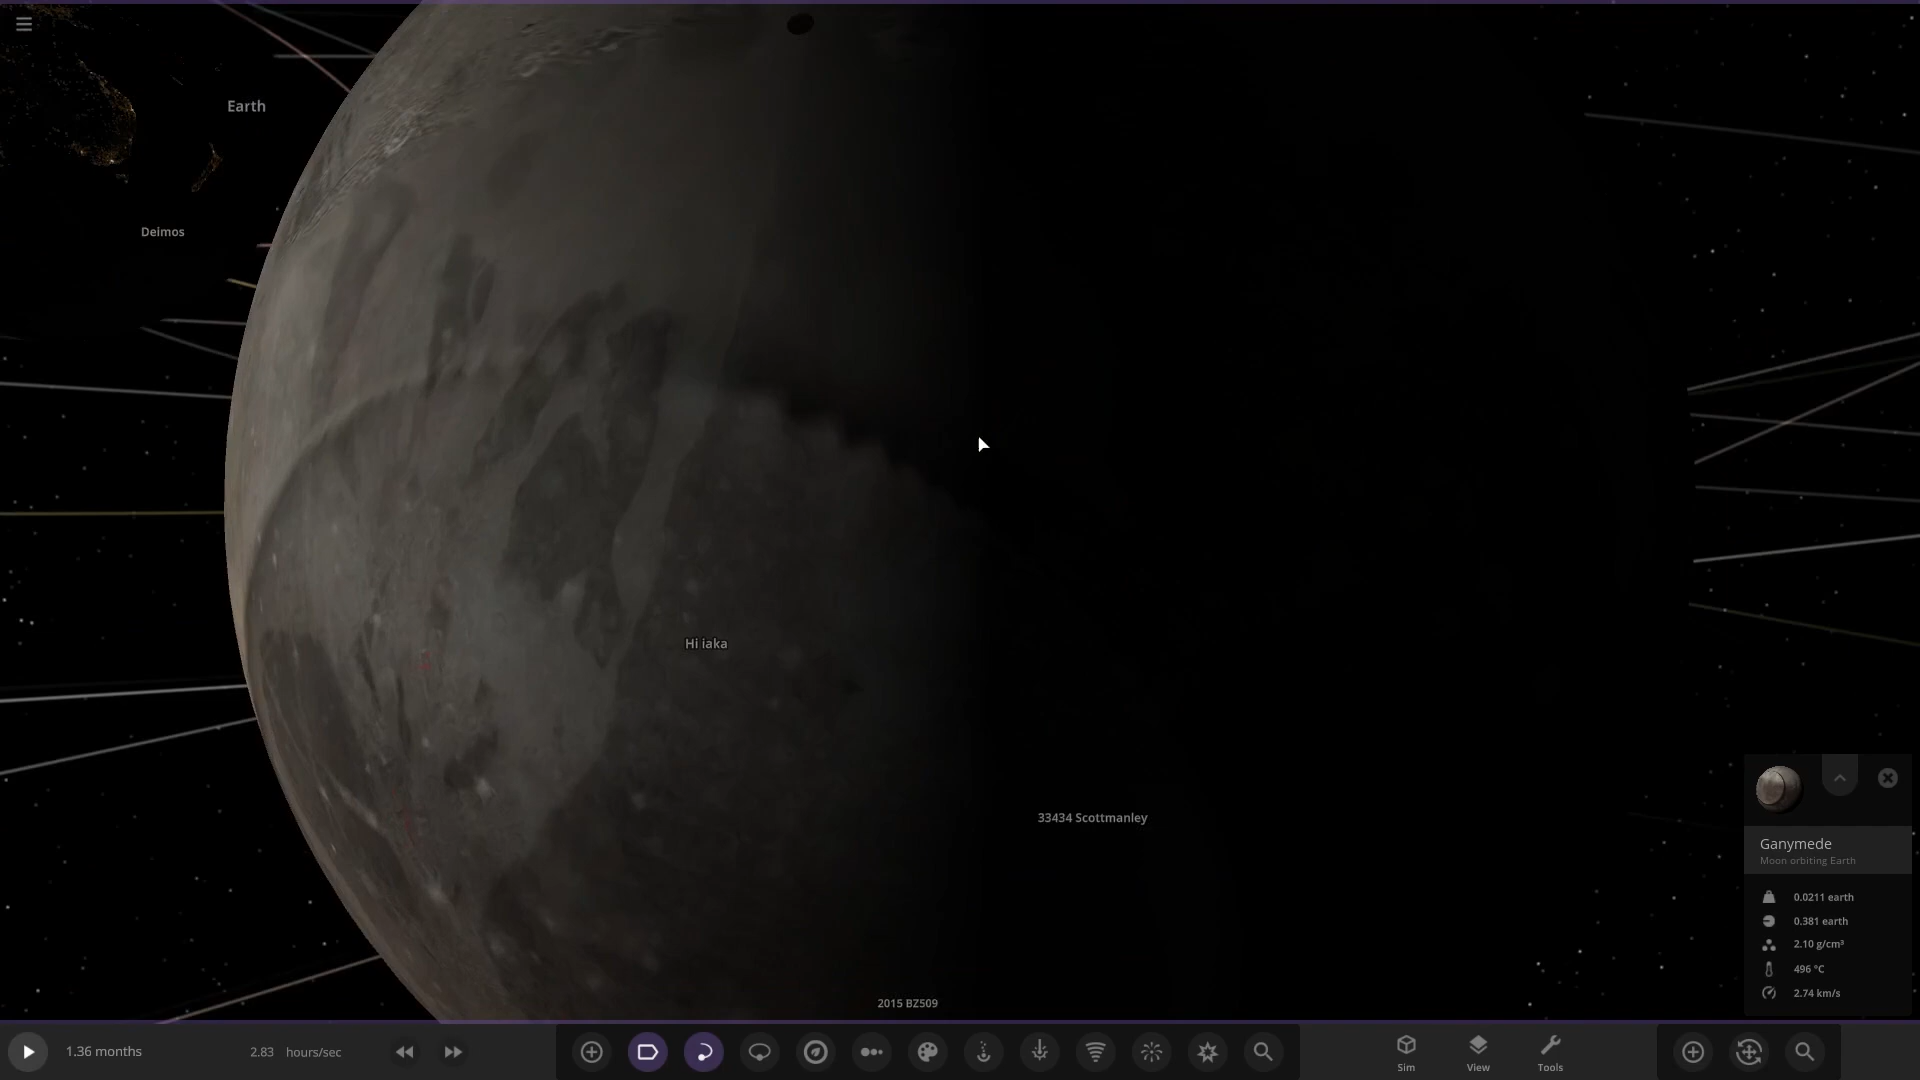 Earth
Deimos
Hi iaka
33434 Scottmanley
Ganymede
Moon orbiting Earth
0.0211 earth
0.381 earth
2.10 g/cm³
496 °C
2.74 km/s
2015 BZ509
1.36 months
2.83 hours/sec
Sim
View
Tools